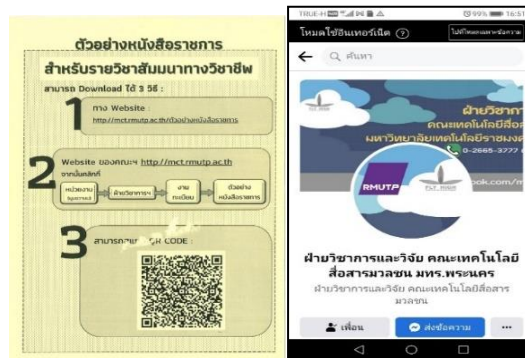 ตัวอย่างหนังสือราชการ
สำหรับรายวิชาสัมมนาทางวิชาชีพ
สามารถ Download ได้ 3 วิธี :
1
ทาง Website :
http://mct.rmutp.ac.th/ตัวอย่างหนังสือราชการ
2
Website ของคณะฯ http://mct.rmutp.ac.th
จากนั้นคลิกที่
หน่วยงาน
ฝ่ายวิชาการฯ
งาน
ทะเบียน
ตัวอย่าง
หนังสือราชการ
3
QR CODE :
TRUE-H
99% 16:51
โหมดใช้อินเทอร์เน็ต
ค้นหา
ฝ่ายวิชาการ
คณะเทคโนโลยีสื่อส
มหาวิทยาลัยเทคโนโลยีราชมงค
0-2665-3777
ook.com/m
RMUTP
FLY HIGH
ฝ่ายวิชาการและวิจัย คณะเทคโนโลยี
สื่อสารมวลชน มทร.พระนคร
ฝ่ายวิชาการและวิจัย คณะเทคโนโลยีสื่อสาร
มวลชน
เพื่อน
ส่งข้อความ